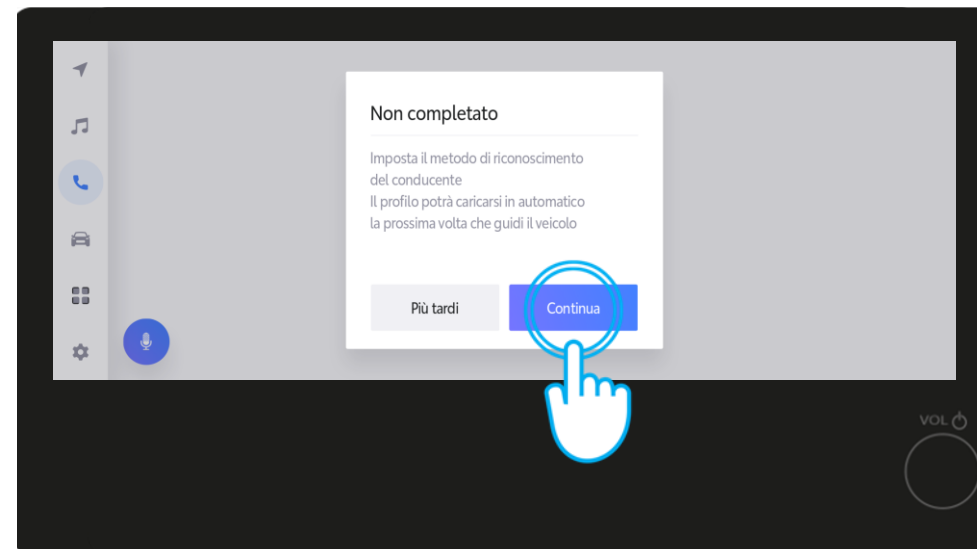 Non completato
Imposta il metodo di riconoscimento
del conducente
Il profilo potrà caricarsi in automatico
la prossima volta che guidi il veicolo
Più tardi
Continua
VOL